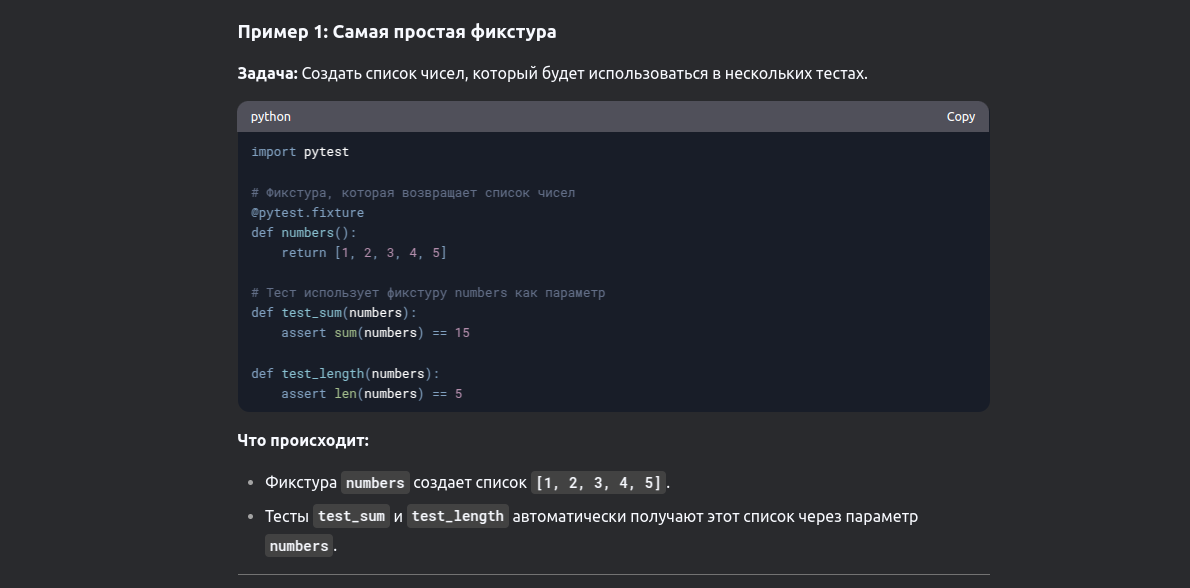 Пример 1: Самая простая фикстура
Задача: Создать список чисел, который будет использоваться в нескольких тестах.
python Copy
import pytest
# Фикстура, которая возвращает список чисел
@pytest.fixture
def numbers():
    return [1, 2, 3, 4, 5]
# Тест использует фикстуру numbers как параметр
def test_sum(numbers):
    assert sum(numbers) == 15
def test_length(numbers):
    assert len(numbers) == 5
Что происходит:
• Фикстура numbers создает список [1, 2, 3, 4, 5].
• Тесты test_sum и test_length автоматически получают этот список через параметр
numbers.